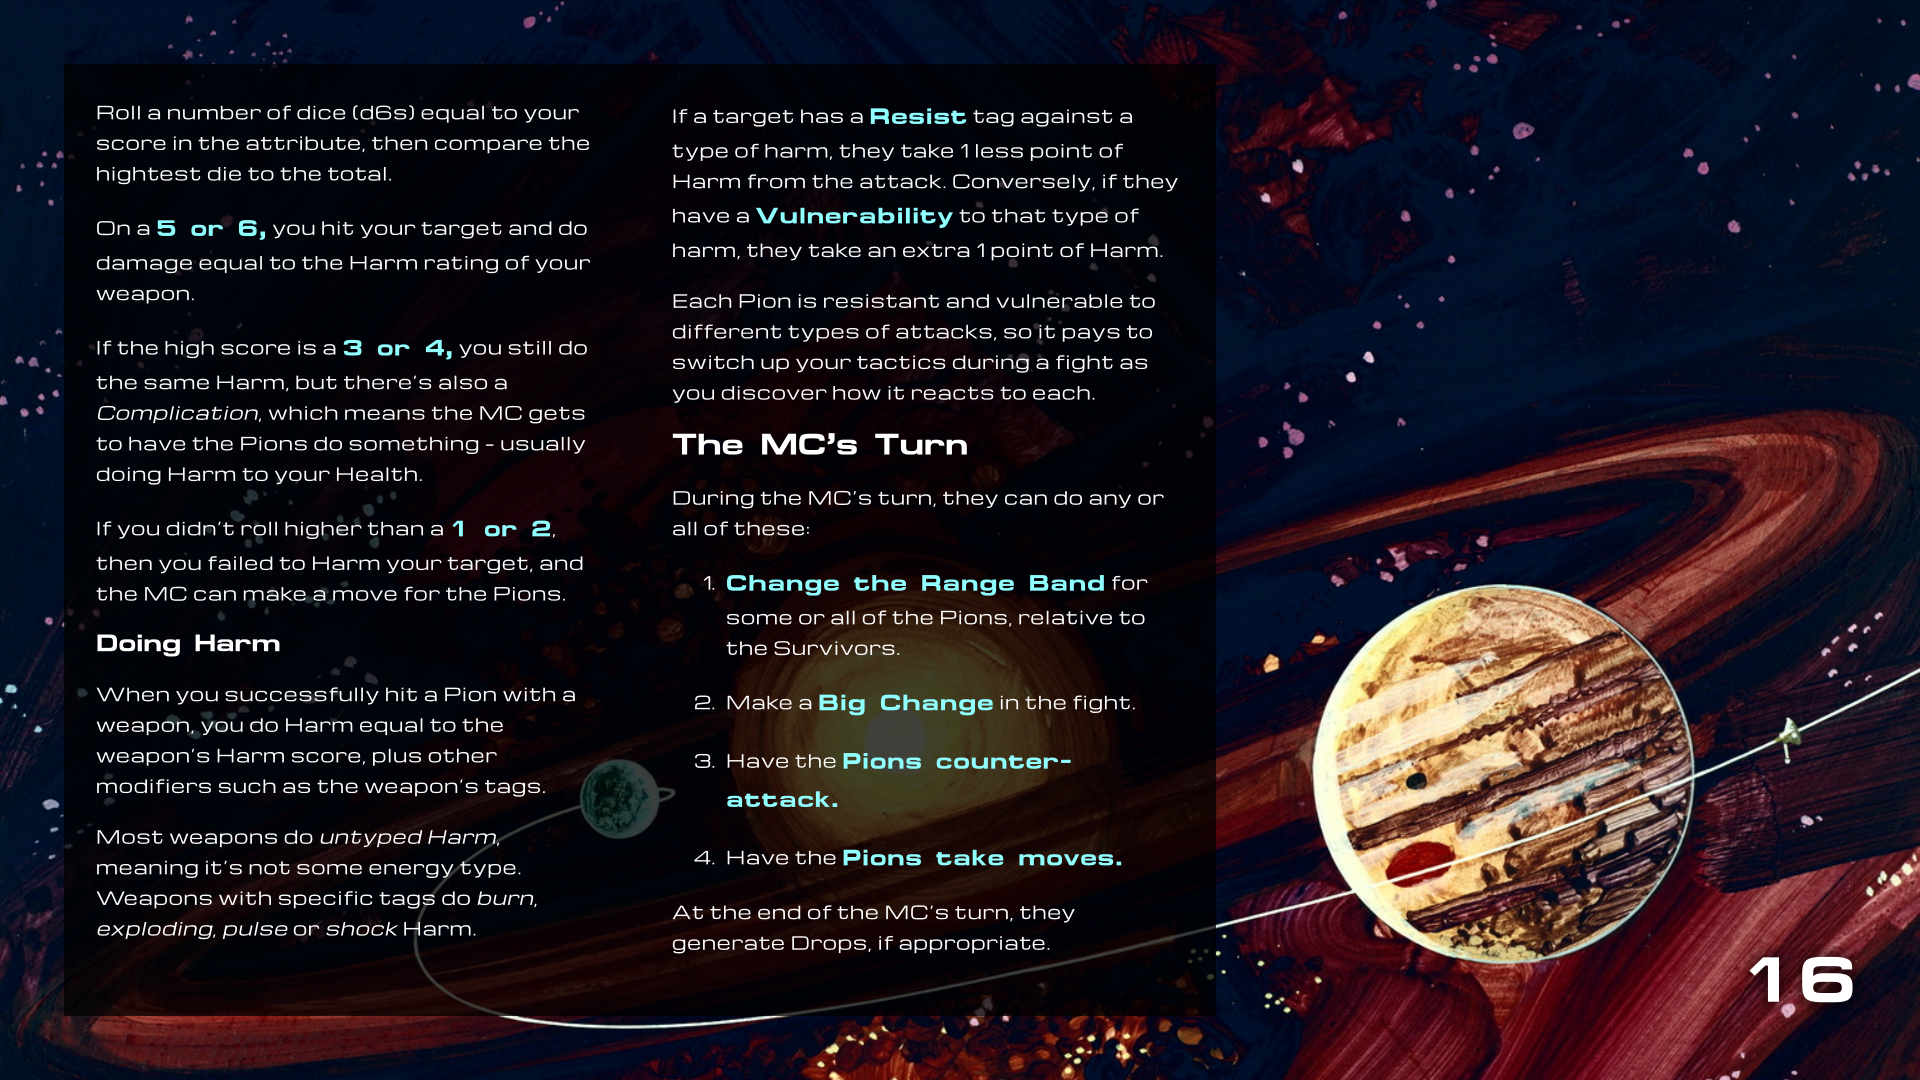 Roll a number of dice (d6s) equal to your
score in the attribute, then compare the
hightest die to the total.
On a 5 or 6, you hit your target and do
damage equal to the Harm rating of your
weapon.
If the high score is a 3 or 4, you still do
the same Harm, but there's also a
Complication, which means the MC gets
to have the Pions do something - usually
doing Harm to your Health.
If you didn't roll higher than a 1 or 2,
then you failed to Harm your target, and
the MC can make a move for the Pions.
Doing Harm
When you successfully hit a Pion with a
weapon, you do Harm equal to the
weapon's Harm score, plus other
modifiers such as the weapon's tags.
Most weapons do untyped Harm,
meaning it's not some energy type.
Weapons with specific tags do burn,
exploding, pulse or shock Harm.
If a target has a Resist tag against a
type of harm, they take 1 less point of
Harm from the attack. Conversely, if they
have a Vulnerability to that type of
harm, they take an extra 1 point of Harm.
Each Pion is resistant and vulnerable to
different types of attacks, so it pays to
switch up your tactics during a fight as
you discover how it reacts to each.
The MC's Turn
During the MC's turn, they can do any or
all of these:
1. Change the Range Band for
some or all of the Pions, relative to
the Survivors.
2. Make a Big Change in the fight.
3. Have the Pions counter-
attack.
4. Have the Pions take moves.
At the end of the MC's turn, they
generate Drops, if appropriate.
16